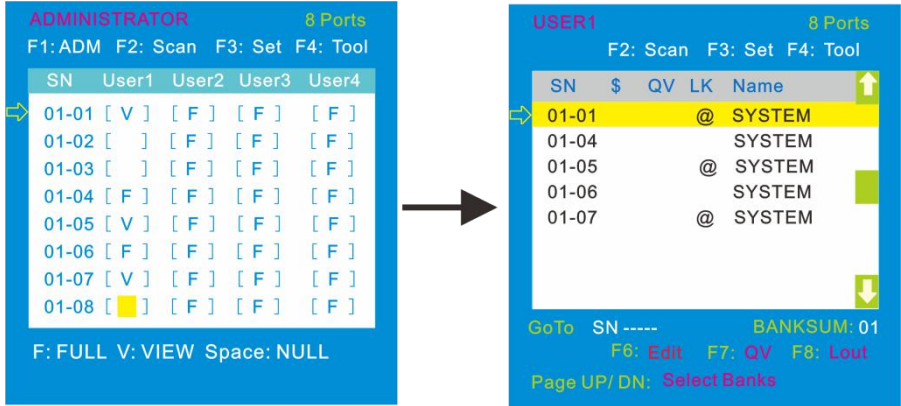 ADMINISTRATOR 8 Ports
F1: ADM F2: Scan F3: Set F4: Tool
SN User1 User2 User3 User4
01-01 [ V ] [ F ] [ F ] [ F ]
01-02 [ ] [ F ] [ F ] [ F ]
01-03 [ ] [ F ] [ F ] [ F ]
01-04 [ F ] [ F ] [ F ] [ F ]
01-05 [ V ] [ F ] [ F ] [ F ]
01-06 [ F ] [ F ] [ F ] [ F ]
01-07 [ V ] [ F ] [ F ] [ F ]
01-08 [ ] [ F ] [ F ] [ F ]
F: FULL V: VIEW Space: NULL
USER1 8 Ports
F2: Scan F3: Set F4: Tool
SN $ QV LK Name
01-01 @ SYSTEM
01-04 SYSTEM
01-05 @ SYSTEM
01-06 SYSTEM
01-07 @ SYSTEM
GoTo SN ----- BANKSUM: 01
F6: Edit F7: QV F8: Lout
Page UP/ DN: Select Banks